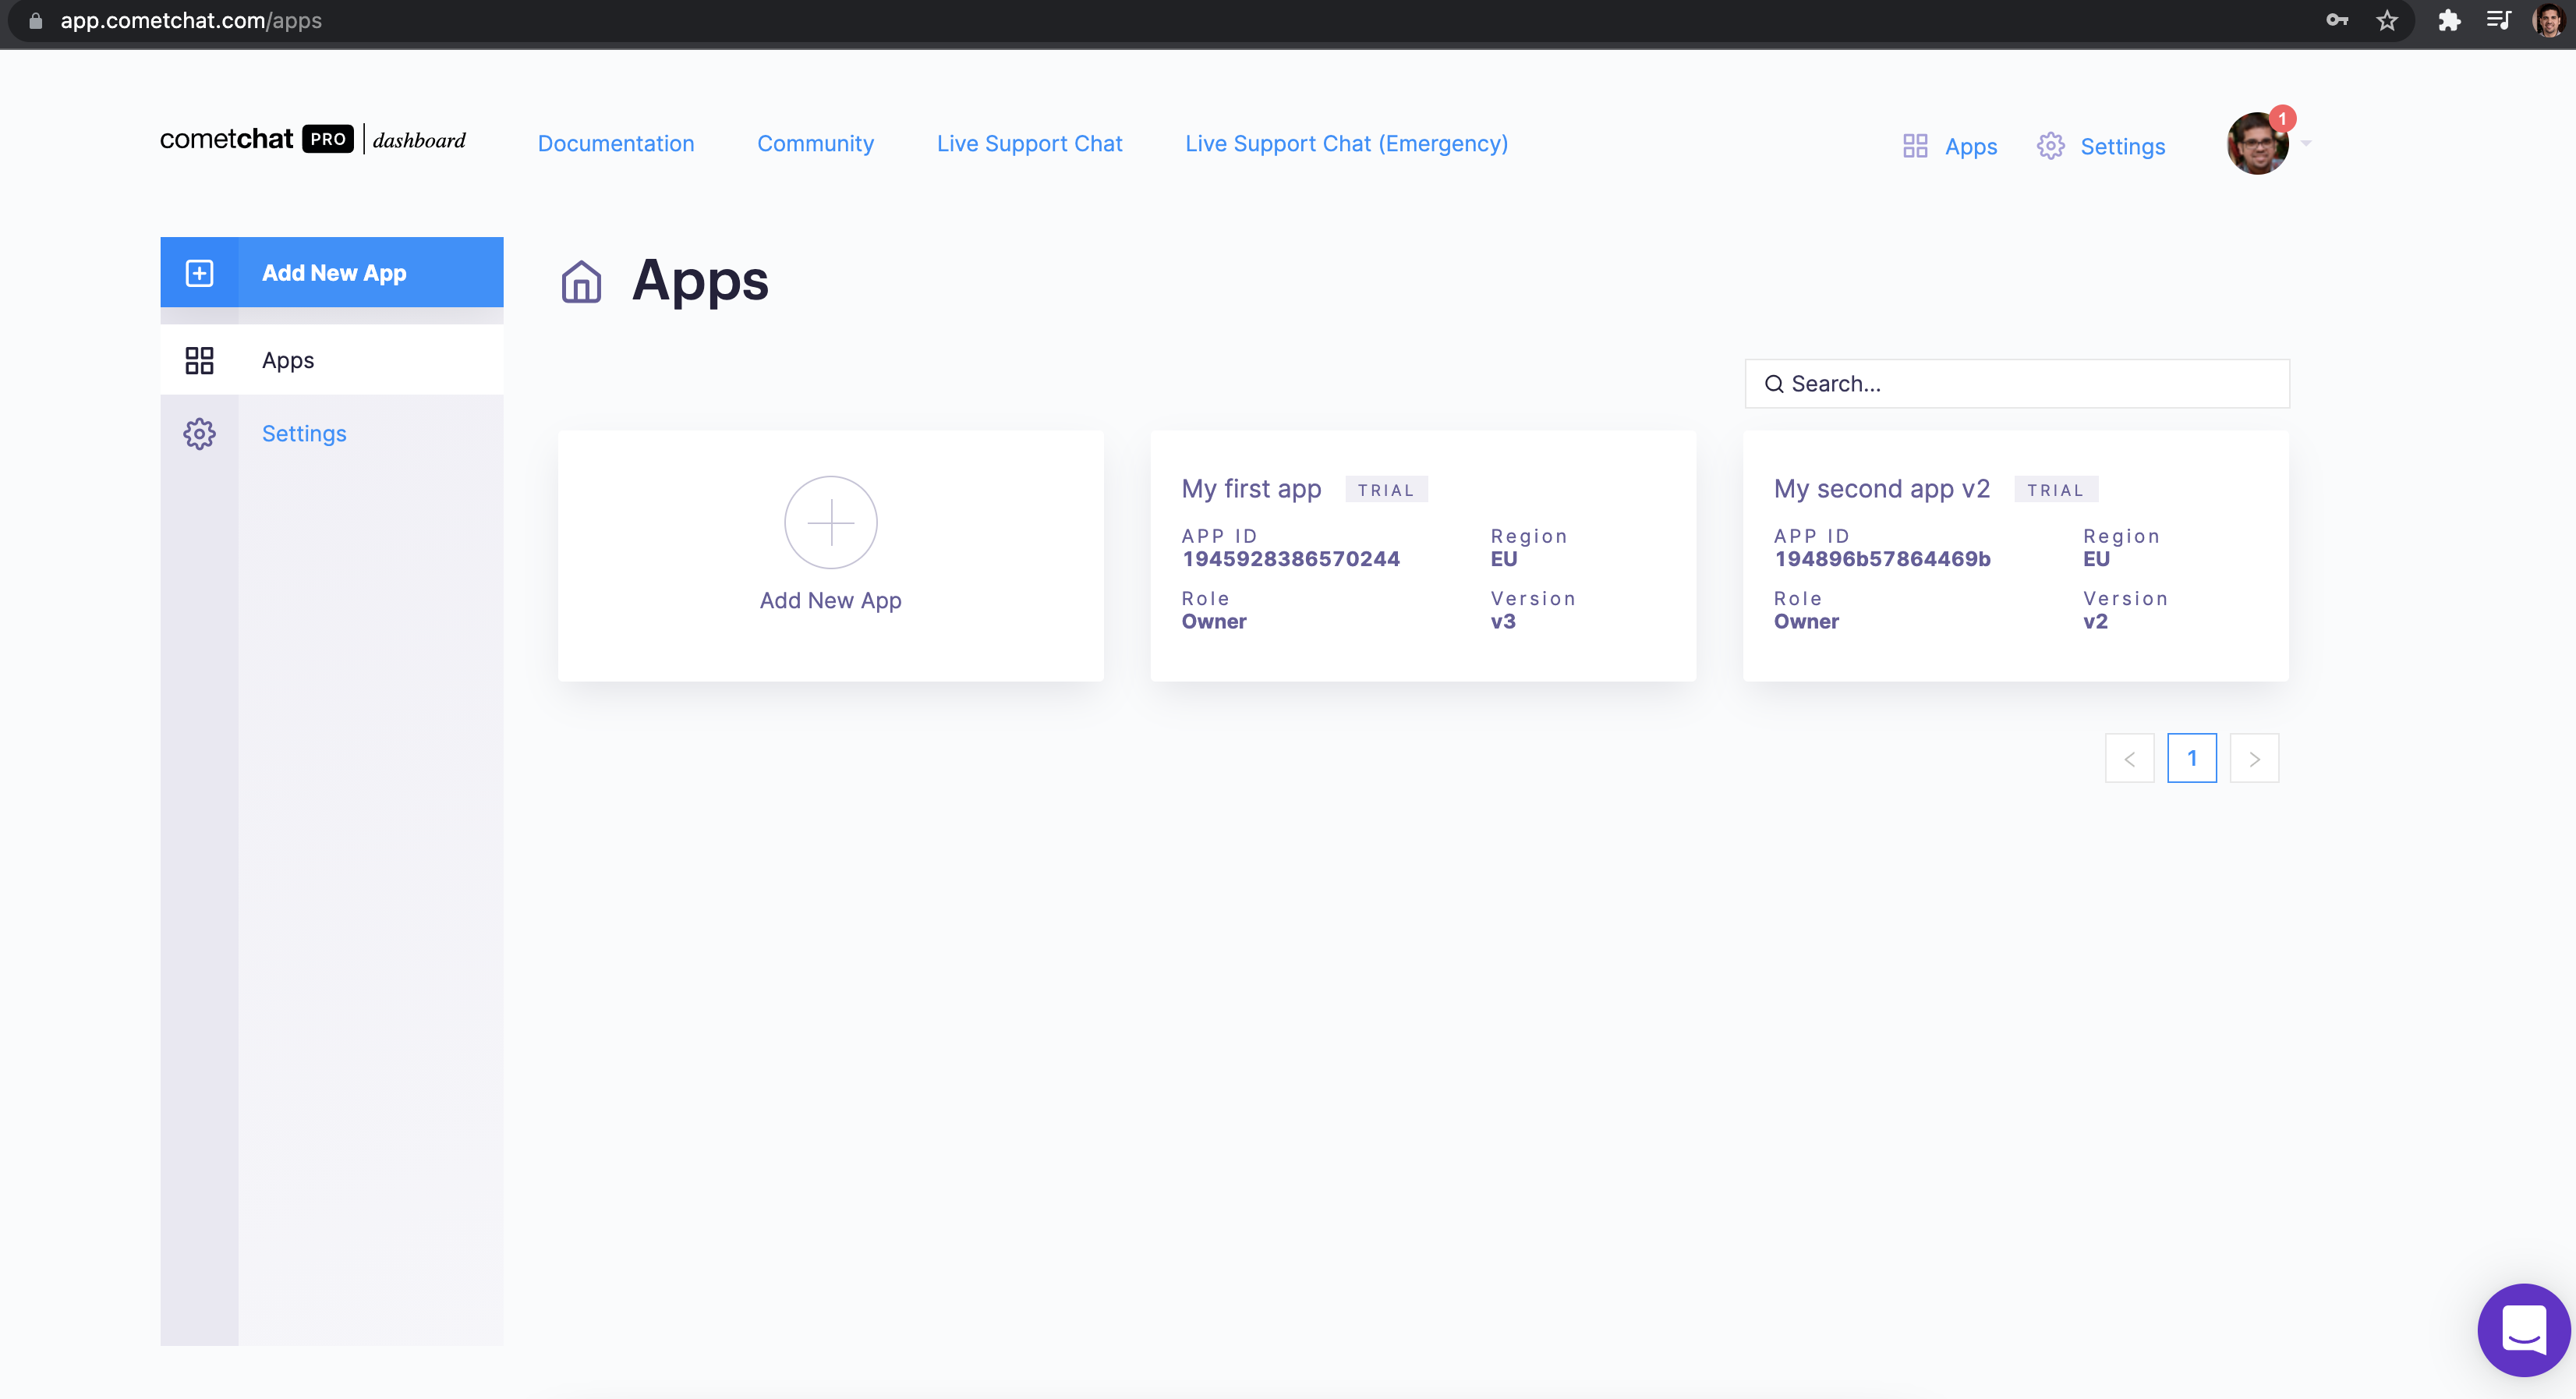 app.cometchat.com/apps
cometchat PRO dashboard
Documentation
Community
Live Support Chat
Live Support Chat (Emergency)
Apps
Settings
1
Add New App
Apps
Settings
Apps
Search...
Add New App
My first app TRIAL
APP ID Region
1945928386570244 EU
Role Version
Owner v3
My second app v2 TRIAL
APP ID Region
194896b57864469b EU
Role Version
Owner v2
< 1 >